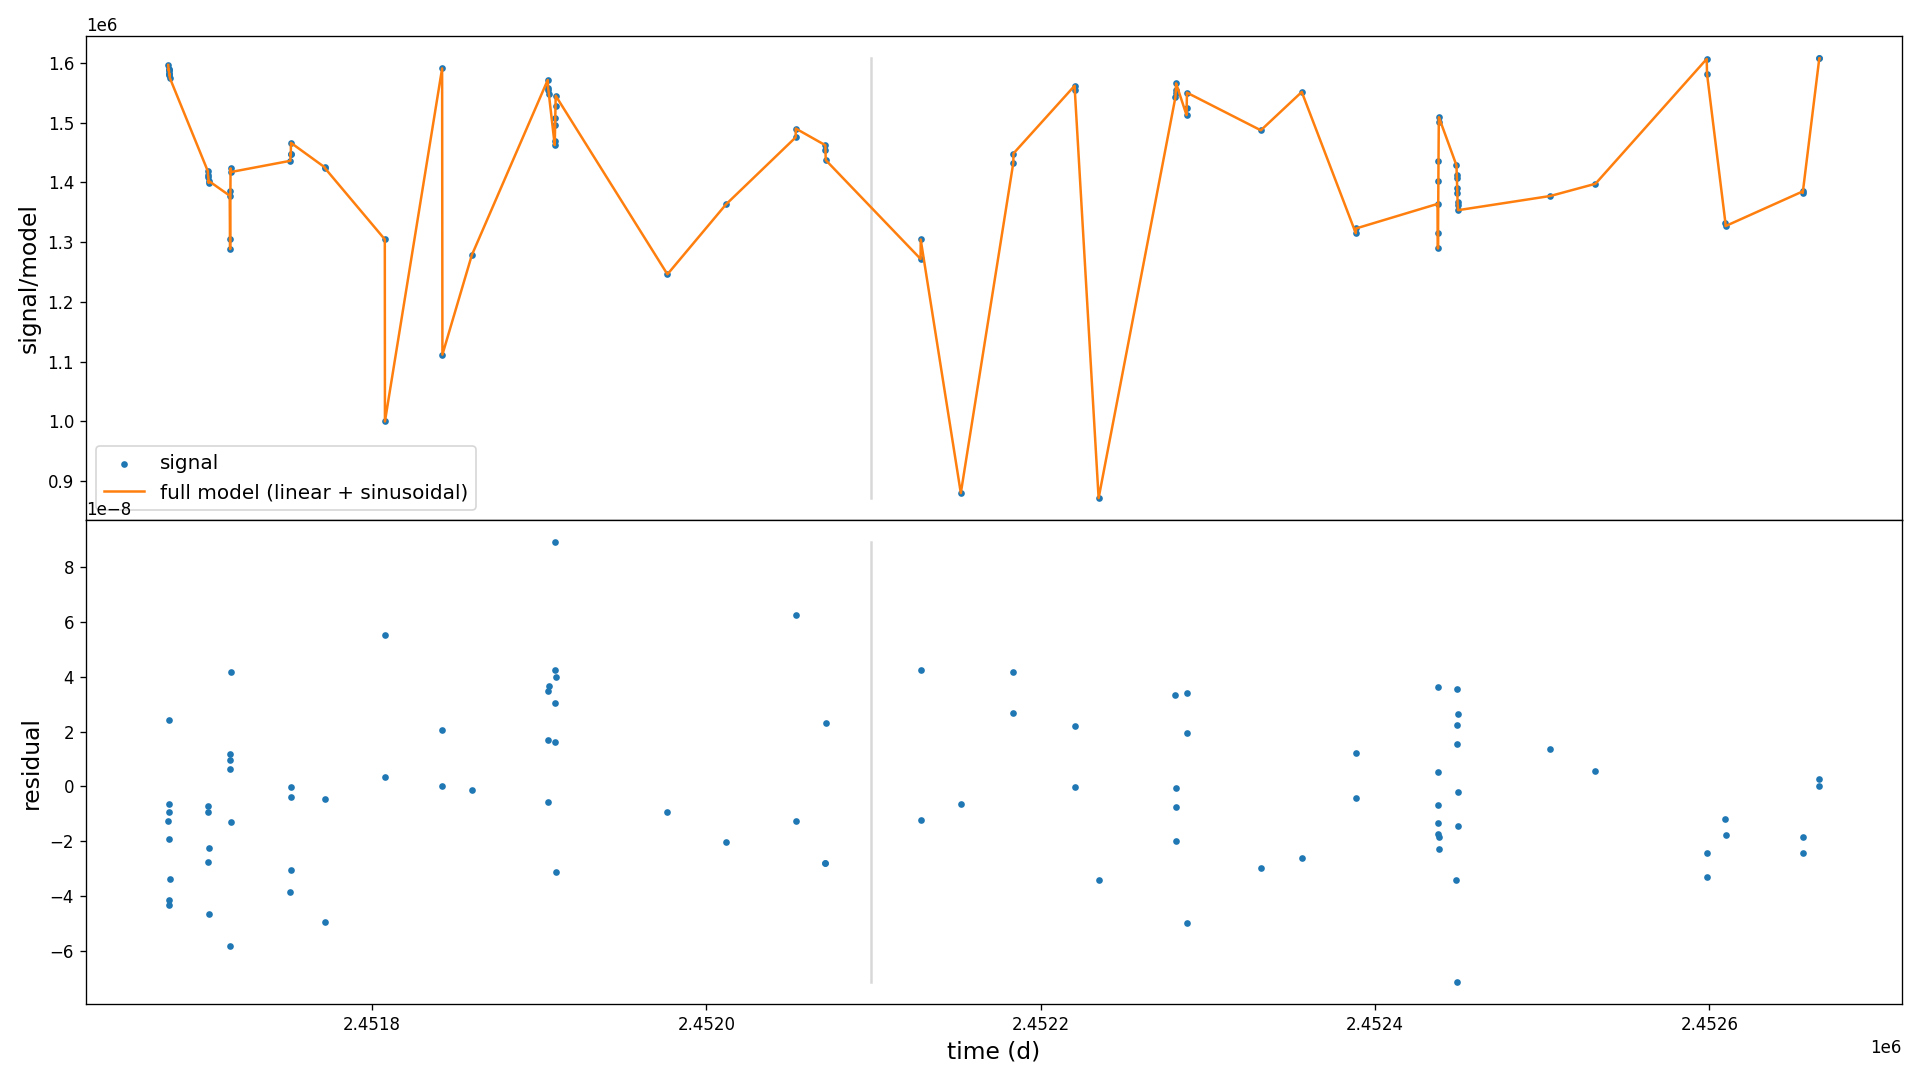 1e6
1.6
1.5
1.4
1.3
1.2
1.1
1.0
0.9
signal/model
signal
full model (linear + sinusoidal)
1e−8
8
6
4
2
0
−2
−4
−6
residual
2.4518
2.4520
2.4522
2.4524
2.4526
time (d)
1e6